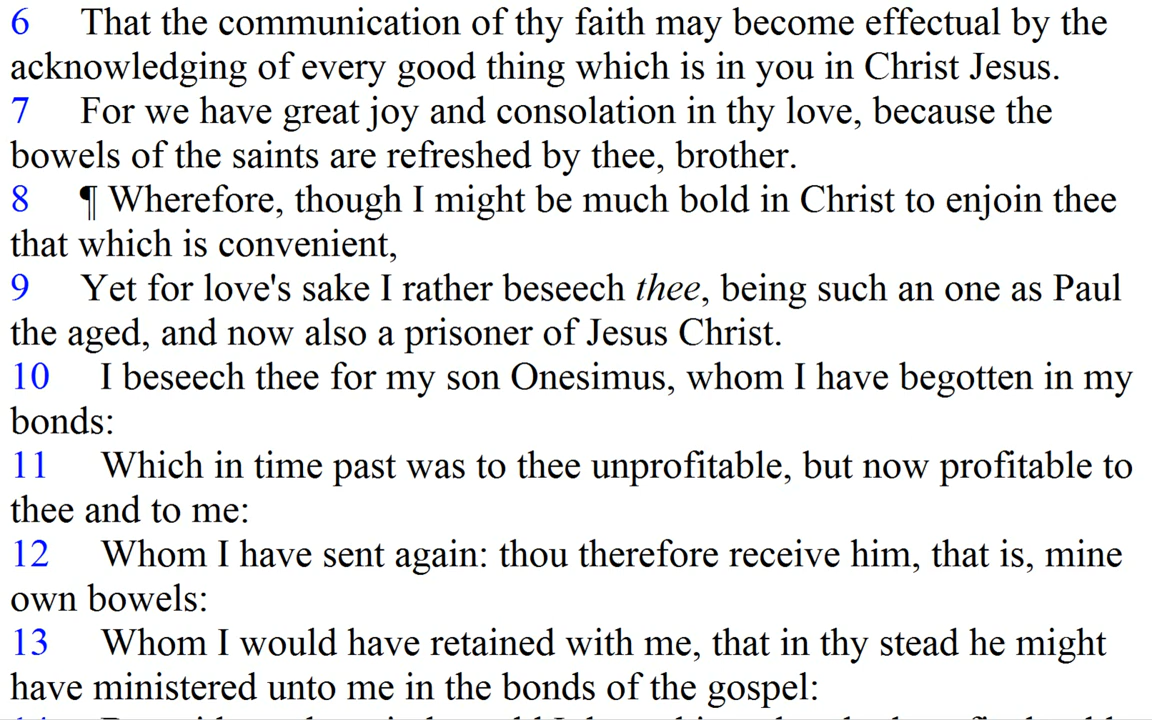 6 That the communication of thy faith may become effectual by the
acknowledging of every good thing which is in you in Christ Jesus.
7 For we have great joy and consolation in thy love, because the
bowels of the saints are refreshed by thee, brother.
8 ¶ Wherefore, though I might be much bold in Christ to enjoin thee
that which is convenient,
9 Yet for love's sake I rather beseech thee, being such an one as Paul
the aged, and now also a prisoner of Jesus Christ.
10 I beseech thee for my son Onesimus, whom I have begotten in my
bonds:
11 Which in time past was to thee unprofitable, but now profitable to
thee and to me:
12 Whom I have sent again: thou therefore receive him, that is, mine
own bowels:
13 Whom I would have retained with me, that in thy stead he might
have ministered unto me in the bonds of the gospel: